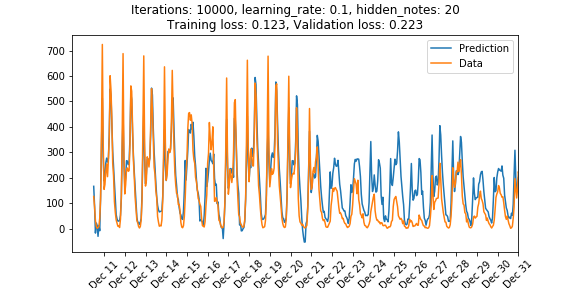 Iterations: 10000, learning_rate: 0.1, hidden_notes: 20
Training loss: 0.123, Validation loss: 0.223
Prediction
Data
700
600
500
400
300
200
100
0
Dec 11
Dec 12
Dec 13
Dec 14
Dec 15
Dec 16
Dec 17
Dec 18
Dec 19
Dec 20
Dec 21
Dec 22
Dec 23
Dec 24
Dec 25
Dec 26
Dec 27
Dec 28
Dec 29
Dec 30
Dec 31